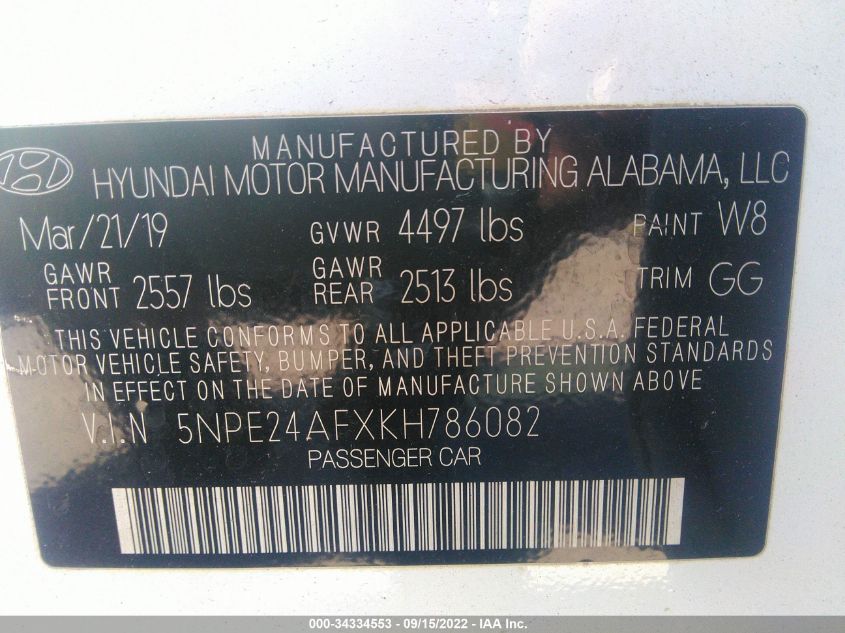 MANUFACTURED BY
HYUNDAI MOTOR MANUFACTURING ALABAMA, LLC
Mar/21/19 GVWR 4497 lbs PAINT W8
GAWR FRONT 2557 lbs GAWR REAR 2513 lbs TRIM GG
THIS VEHICLE CONFORMS TO ALL APPLICABLE U.S.A. FEDERAL
MOTOR VEHICLE SAFETY, BUMPER, AND THEFT PREVENTION STANDARDS
IN EFFECT ON THE DATE OF MANUFACTURE SHOWN ABOVE
V.I.N 5NPE24AFXKH786082
PASSENGER CAR
000-34334553 - 09/15/2022 - IAA Inc.